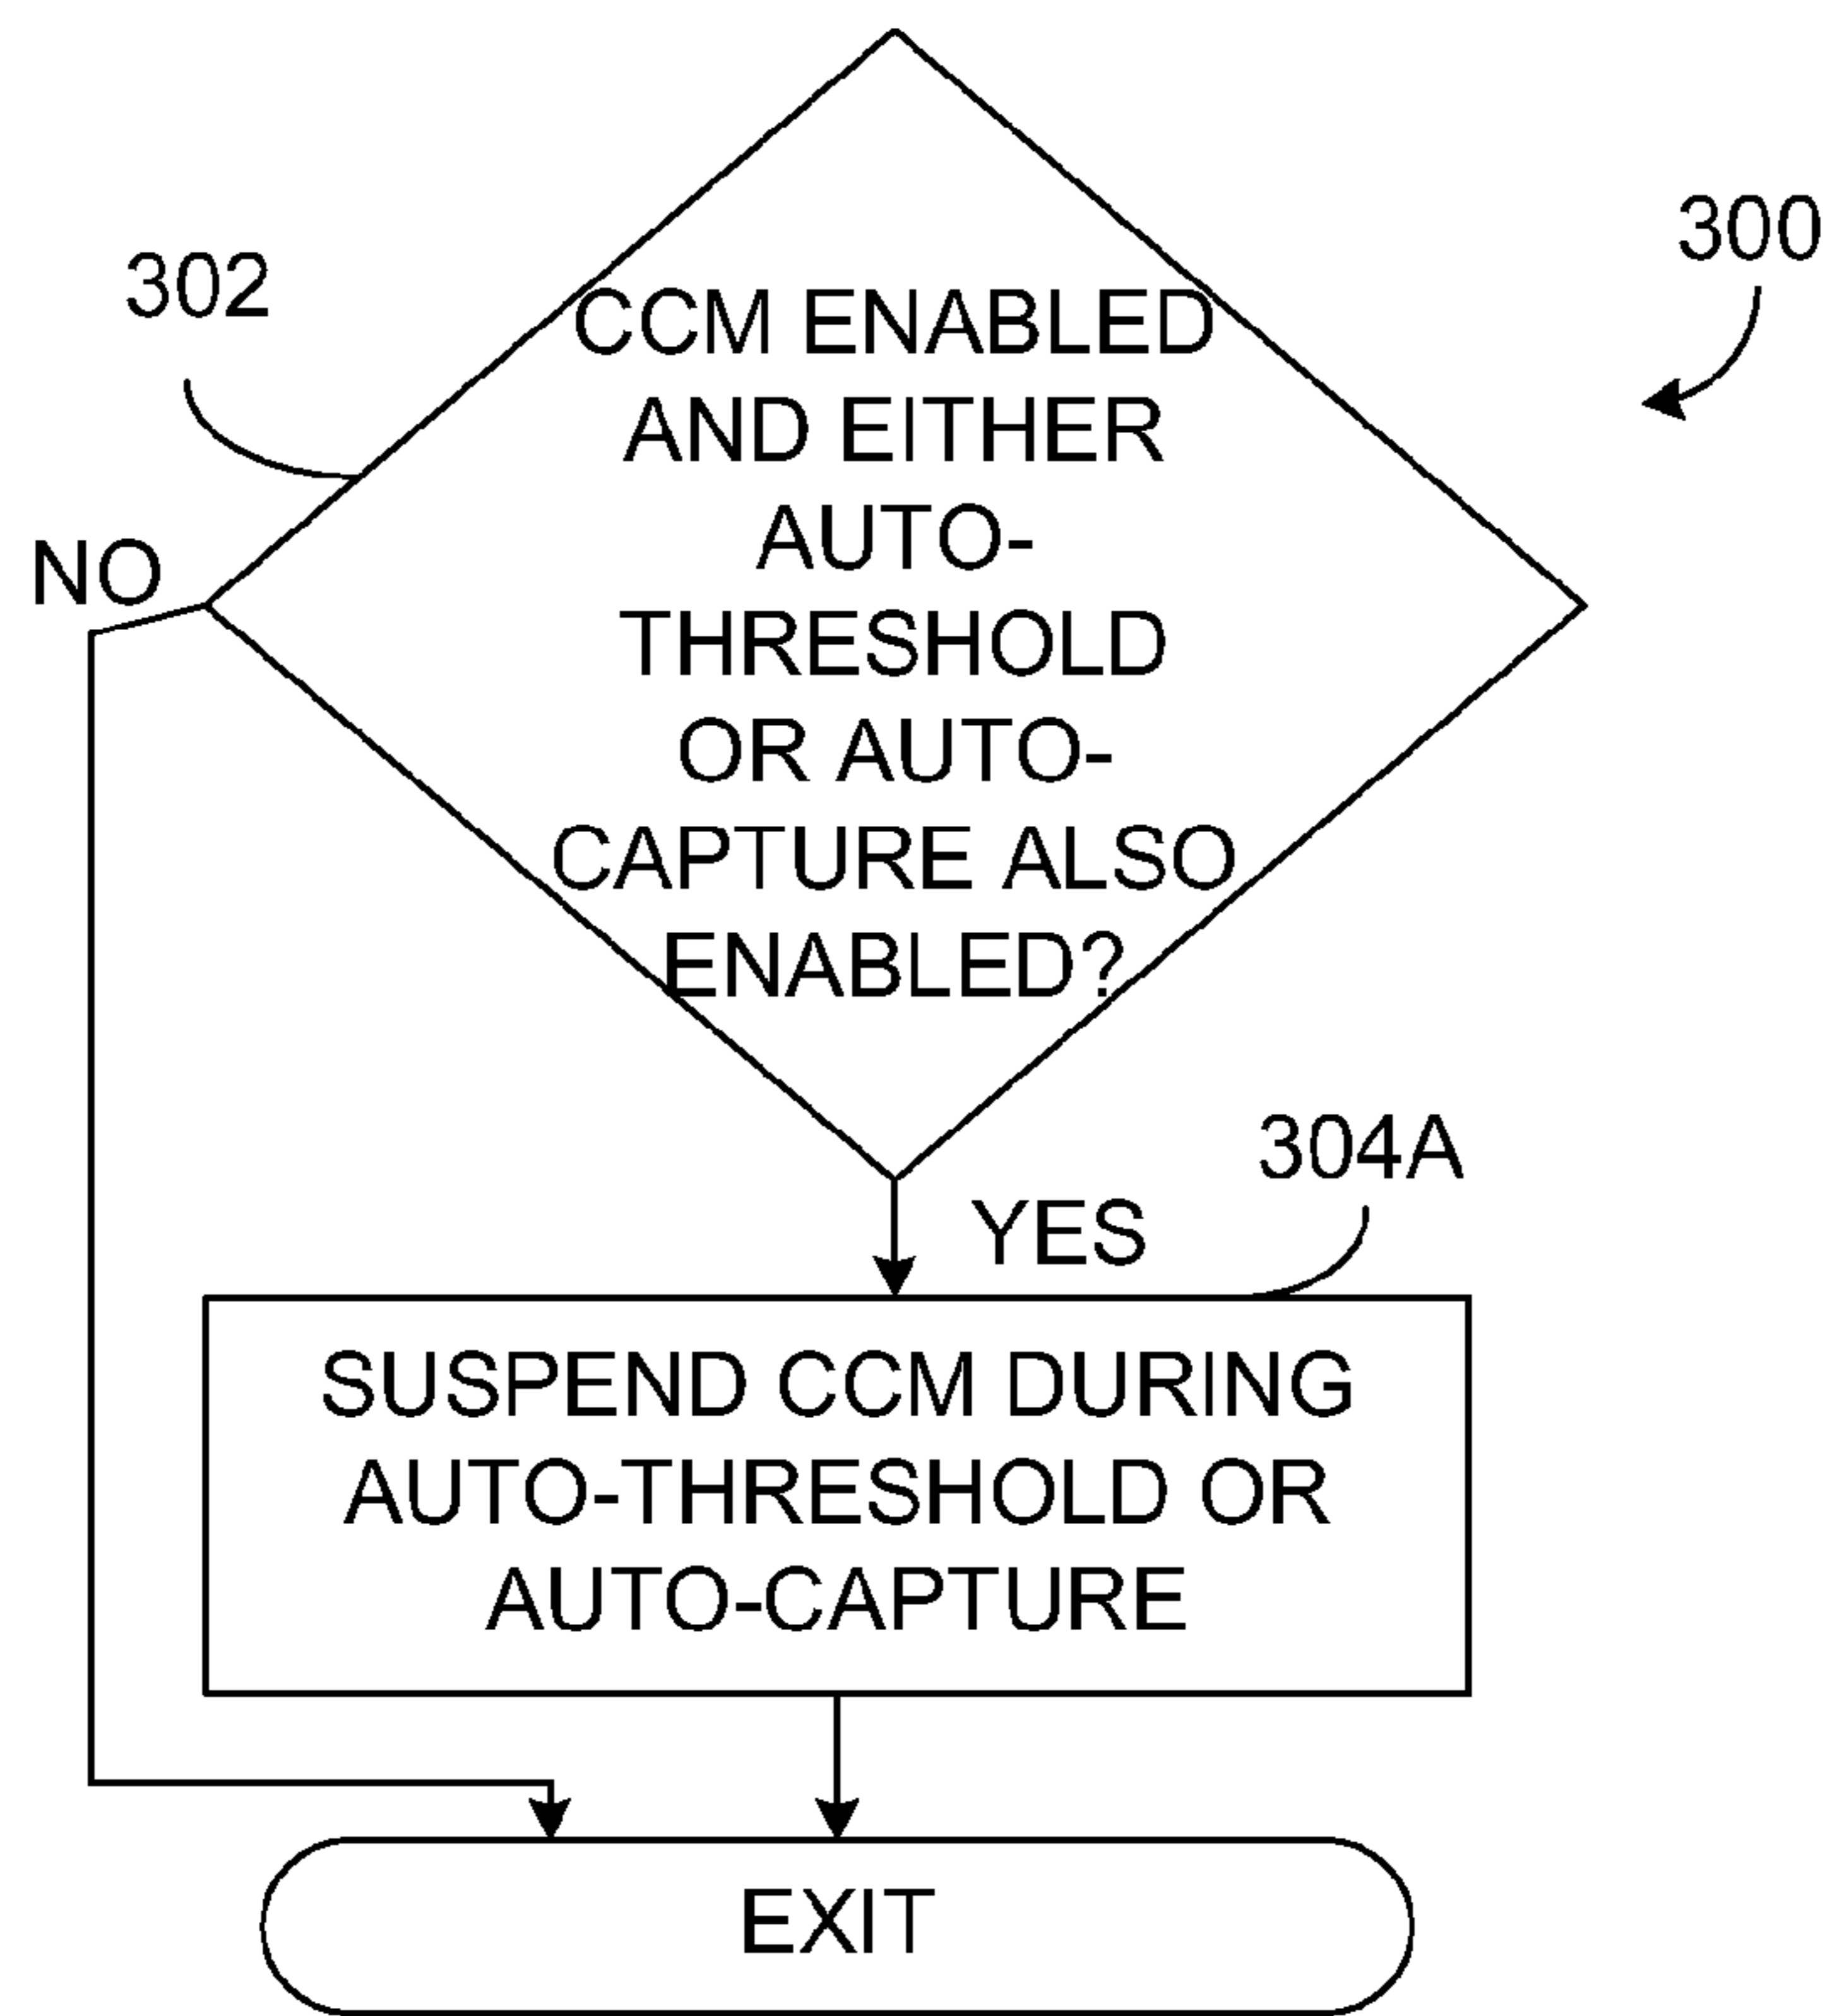 300
302
CCM ENABLED
AND EITHER
AUTO-
THRESHOLD
OR AUTO-
CAPTURE ALSO
ENABLED?
NO
304A
YES
SUSPEND CCM DURING
AUTO-THRESHOLD OR
AUTO-CAPTURE
EXIT